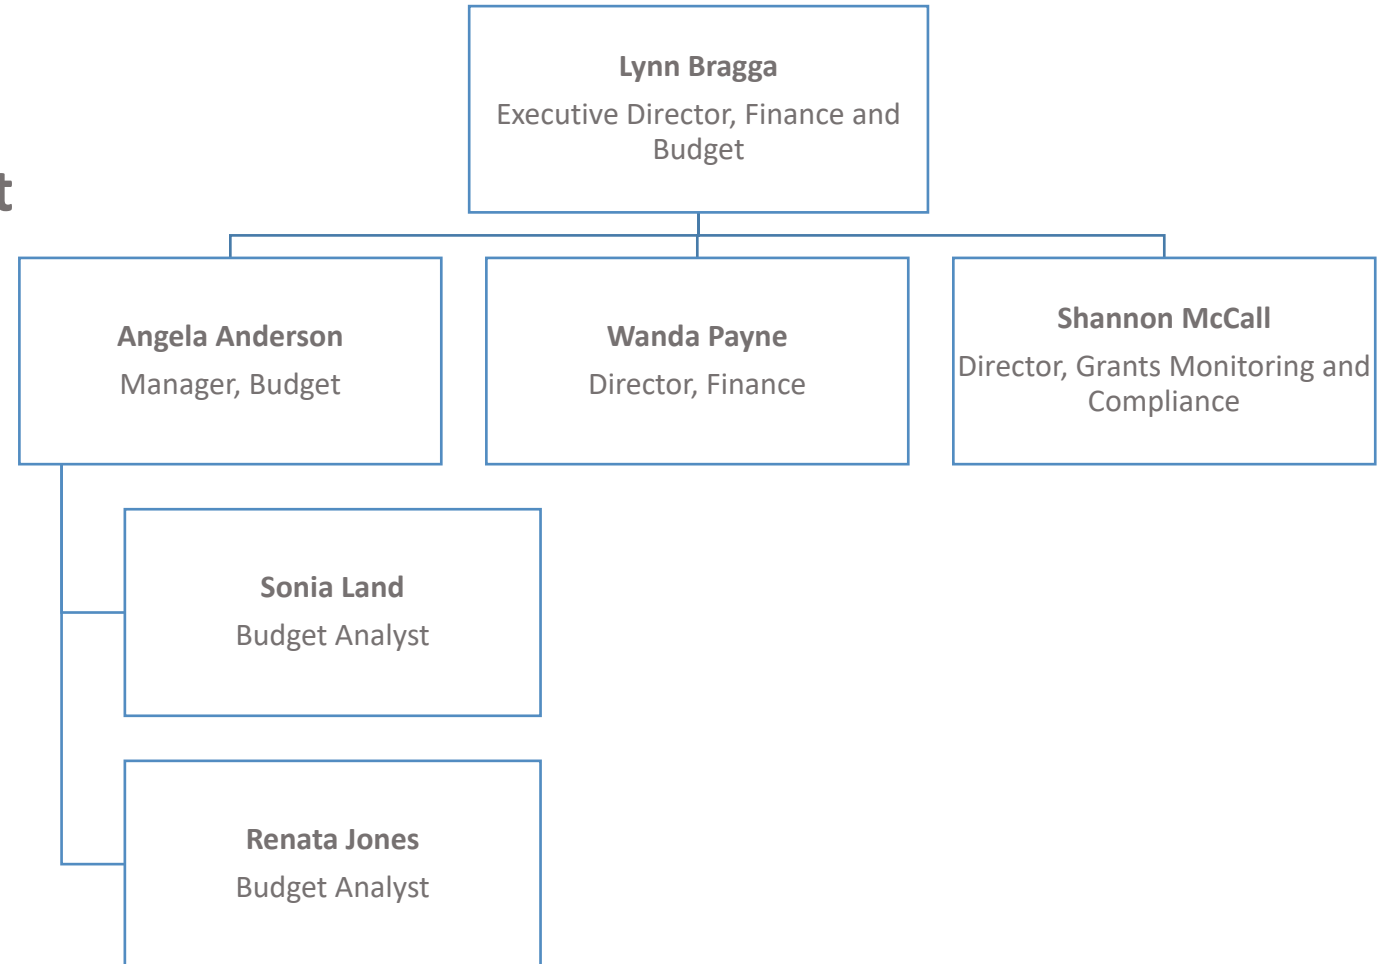 Lynn Bragga
Executive Director, Finance and
Budget
t
Angela Anderson
Manager, Budget
Wanda Payne
Director, Finance
Shannon McCall
Director, Grants Monitoring and
Compliance
Sonia Land
Budget Analyst
Renata Jones
Budget Analyst